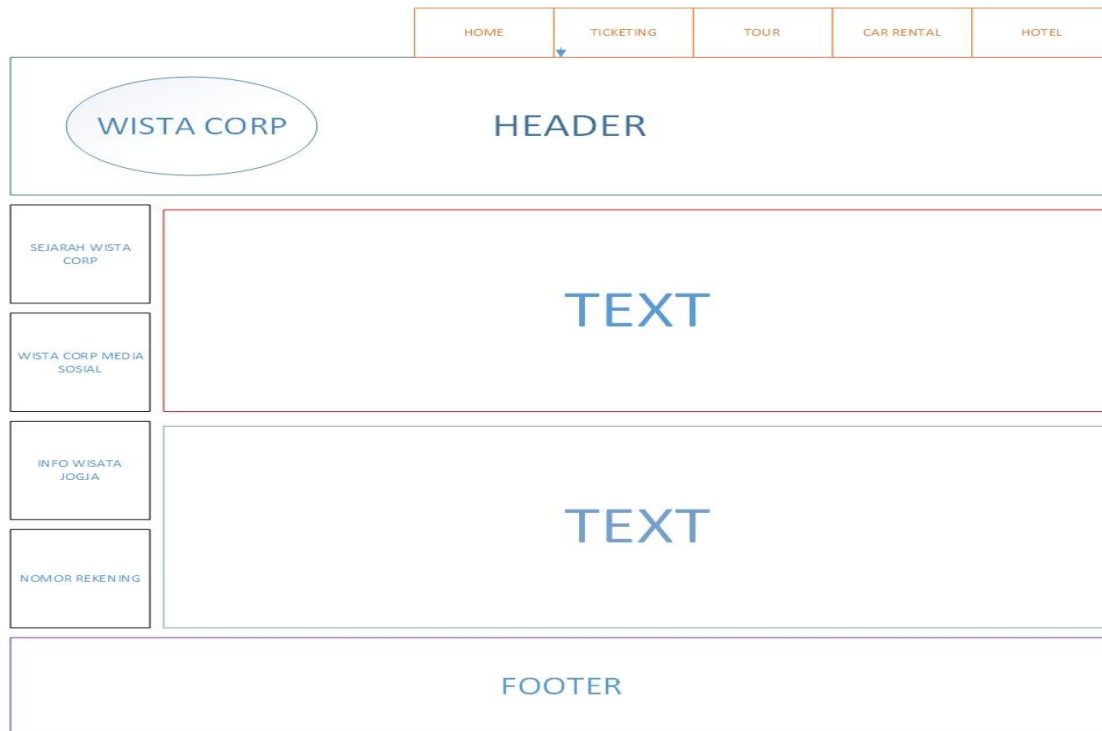 HOME
TICKETING
TOUR
CAR RENTAL
HOTEL
WISTA CORP
HEADER
SEJARAH WISTA
CORP
TEXT
WISTA CORP MEDIA
SOSIAL
INFO WISATA
JOGJA
TEXT
NOMOR REKENING
FOOTER